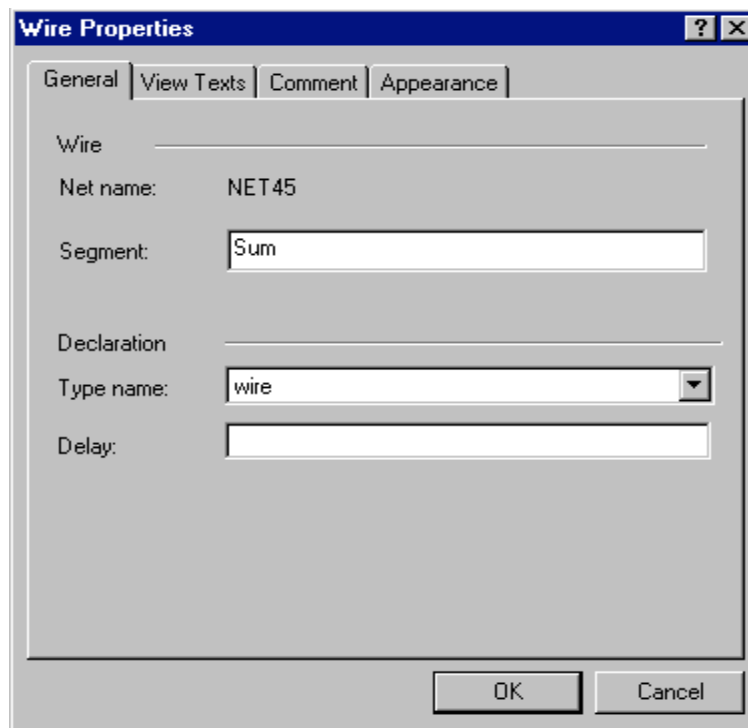 Wire Properties
General View Texts Comment Appearance
Wire
Net name: NET45
Segment: Sum
Declaration
Type name: wire
Delay:
OK Cancel